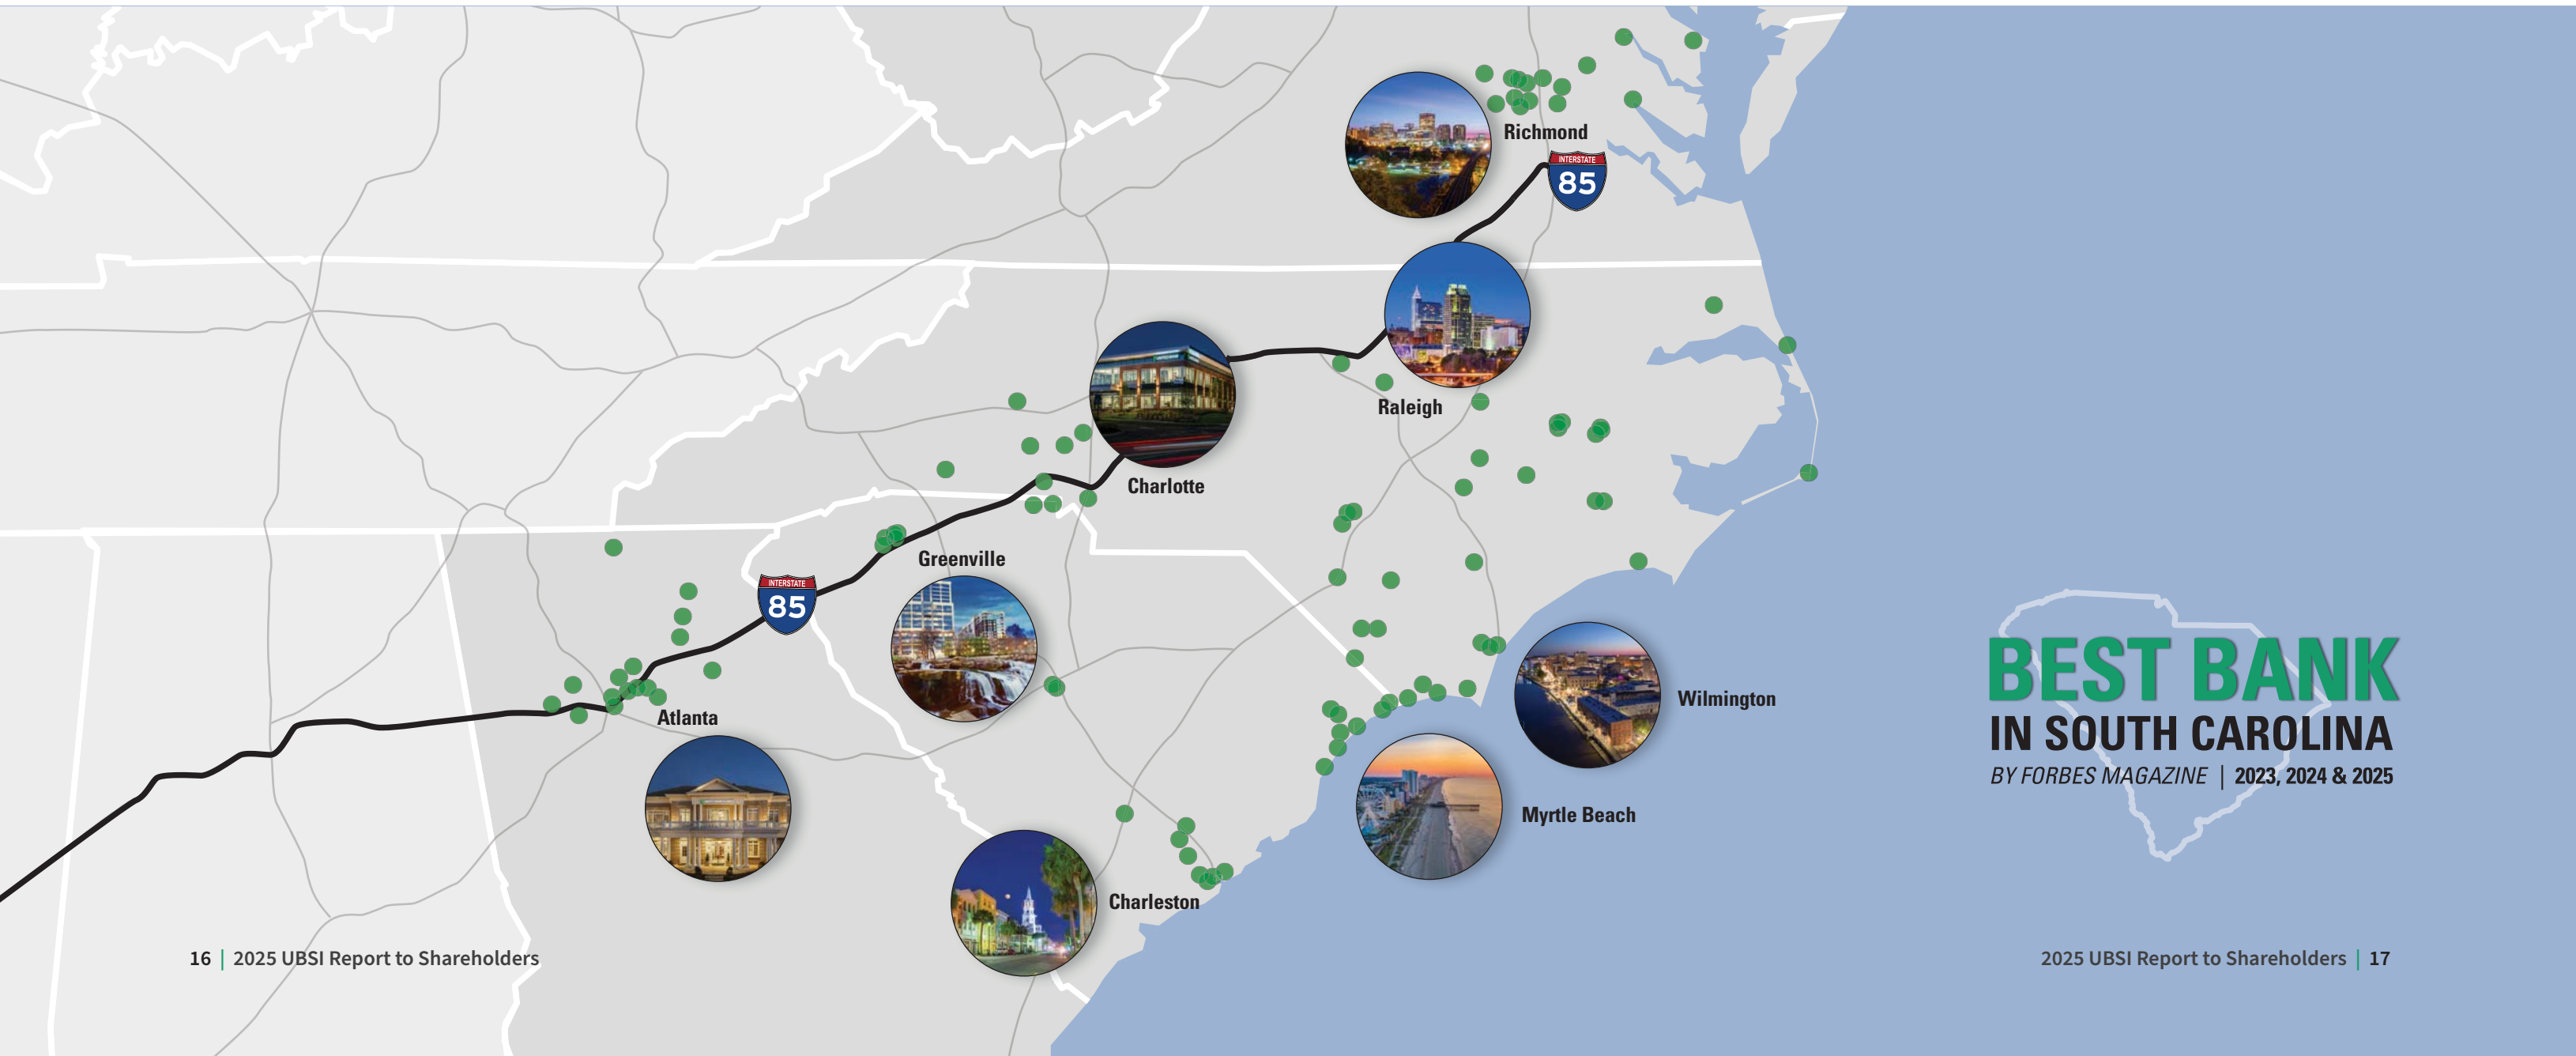 Richmond
INTERSTATE
85
Raleigh
Charlotte
Greenville
INTERSTATE
85
Atlanta
Wilmington
Myrtle Beach
Charleston
BEST BANK
IN SOUTH CAROLINA
BY FORBES MAGAZINE | 2023, 2024 & 2025
16 | 2025 UBSI Report to Shareholders
2025 UBSI Report to Shareholders | 17